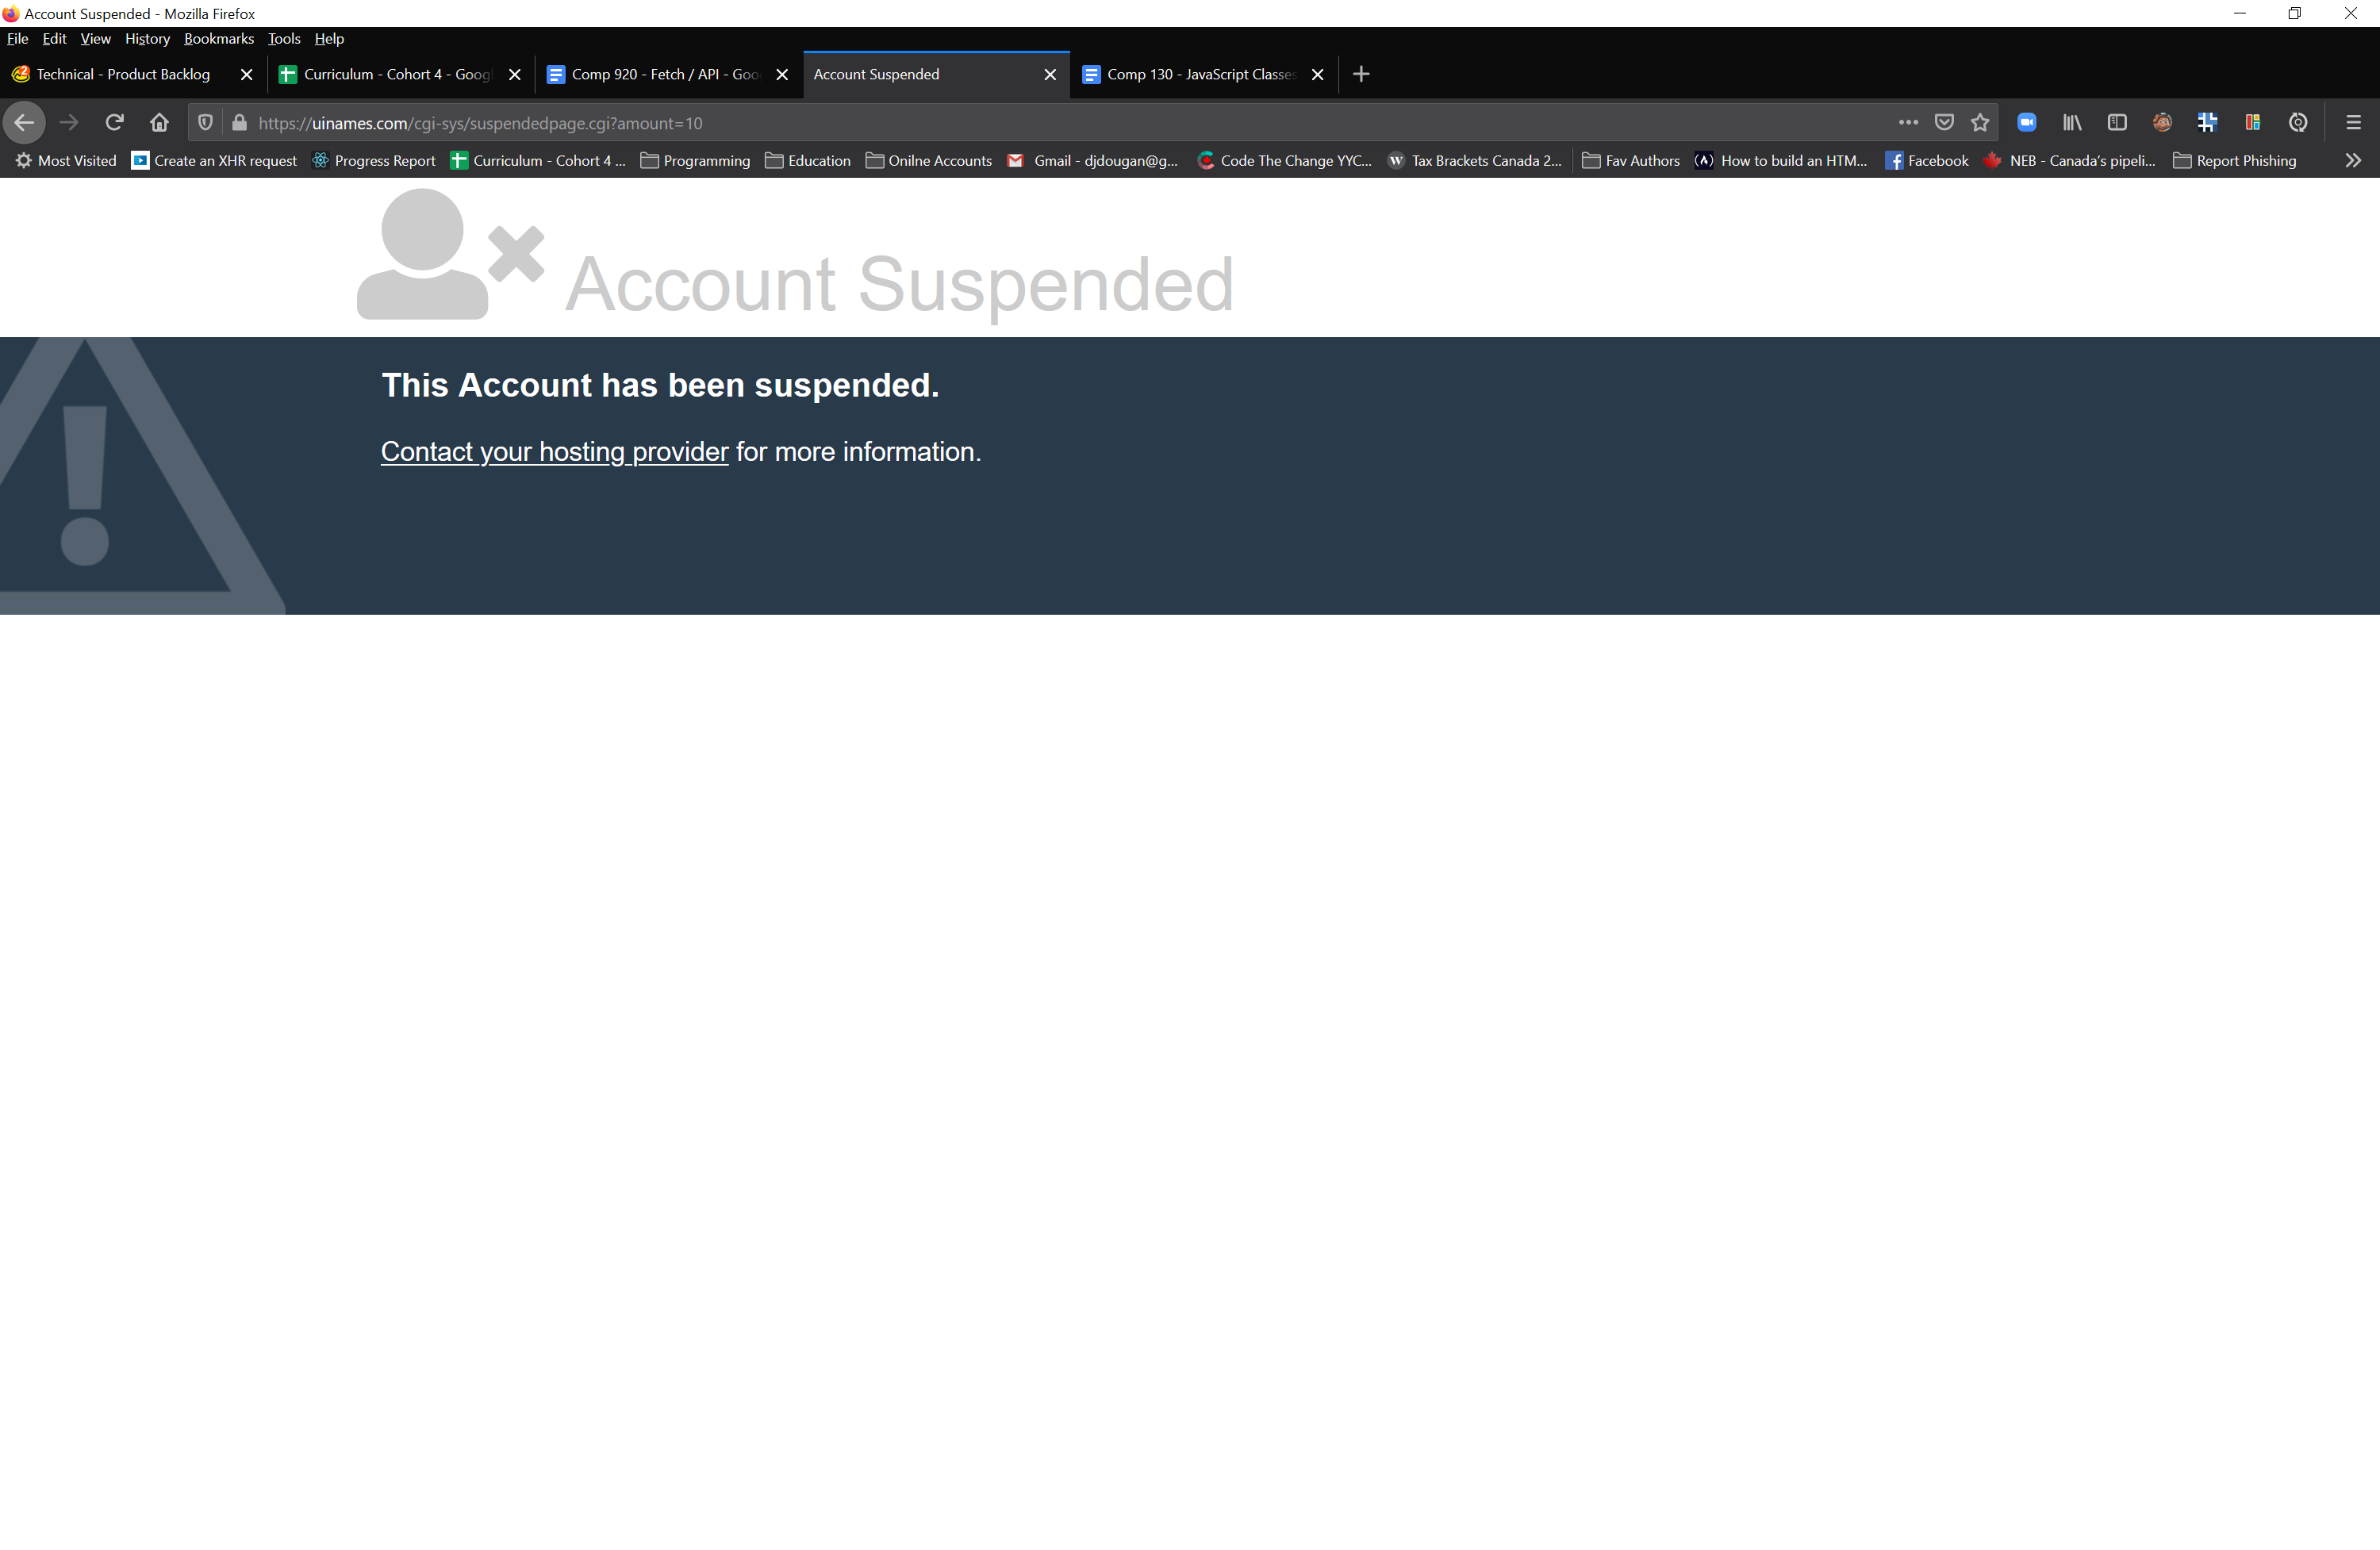 Account Suspended - Mozilla Firefox
File Edit View History Bookmarks Tools Help
Technical - Product Backlog Curriculum - Cohort 4 - Goog Comp 920 - Fetch / API - Goo Account Suspended Comp 130 - JavaScript Classes
https://uinames.com/cgi-sys/suspendedpage.cgi?amount=10
Most Visited Create an XHR request Progress Report Curriculum - Cohort 4 ... Programming Education Onilne Accounts Gmail - djdougan@g... Code The Change YYC... Tax Brackets Canada 2... Fav Authors How to build an HTM... Facebook NEB - Canada's pipeli... Report Phishing
Account Suspended
This Account has been suspended.
Contact your hosting provider for more information.